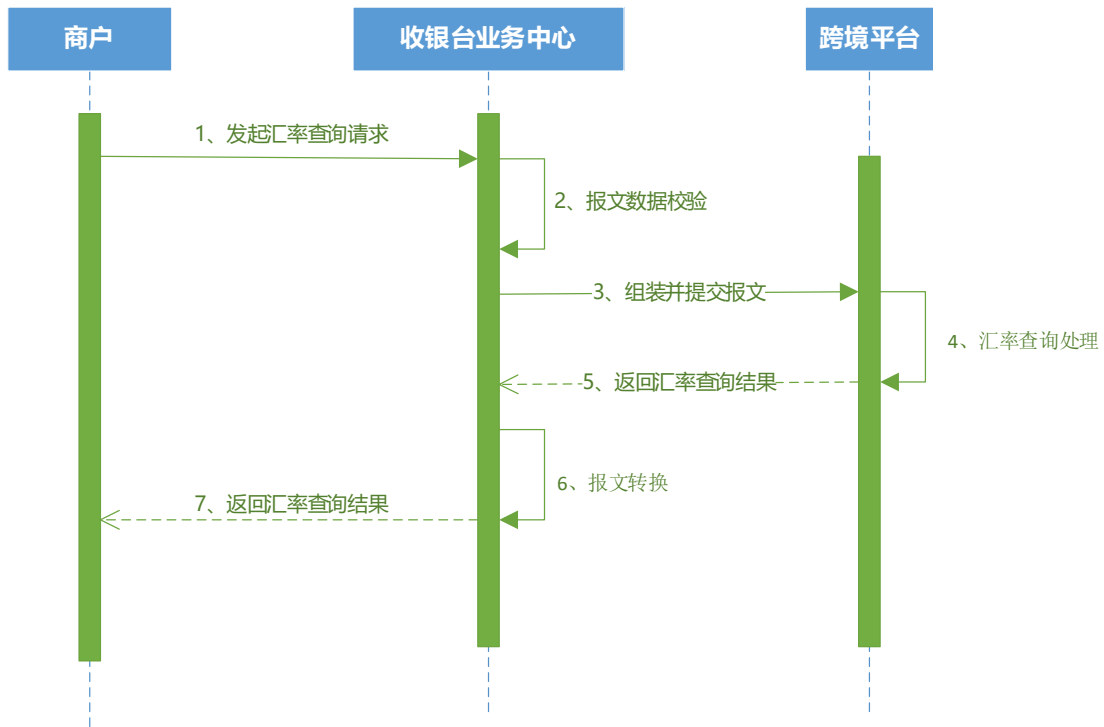 商户
收银台业务中心
跨境平台
1、发起汇率查询请求
2、报文数据校验
3、组装并提交报文
4、汇率查询处理
5、返回汇率查询结果
6、报文转换
7、返回汇率查询结果